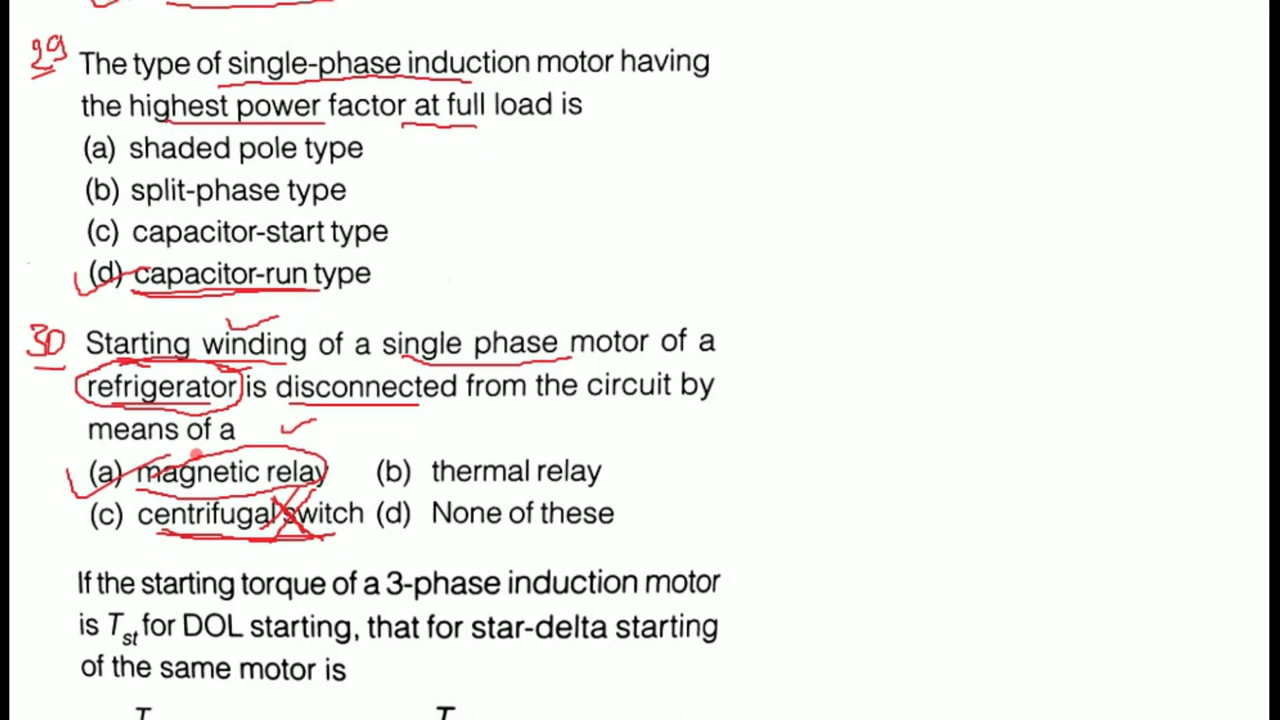 29 The type of single-phase induction motor having
the highest power factor at full load is
(a) shaded pole type
(b) split-phase type
(c) capacitor-start type
(d) capacitor-run type
30 Starting winding of a single phase motor of a
refrigerator is disconnected from the circuit by
means of a
(a) magnetic relay (b) thermal relay
(c) centrifugal switch (d) None of these
If the starting torque of a 3-phase induction motor
is Tst for DOL starting, that for star-delta starting
of the same motor is